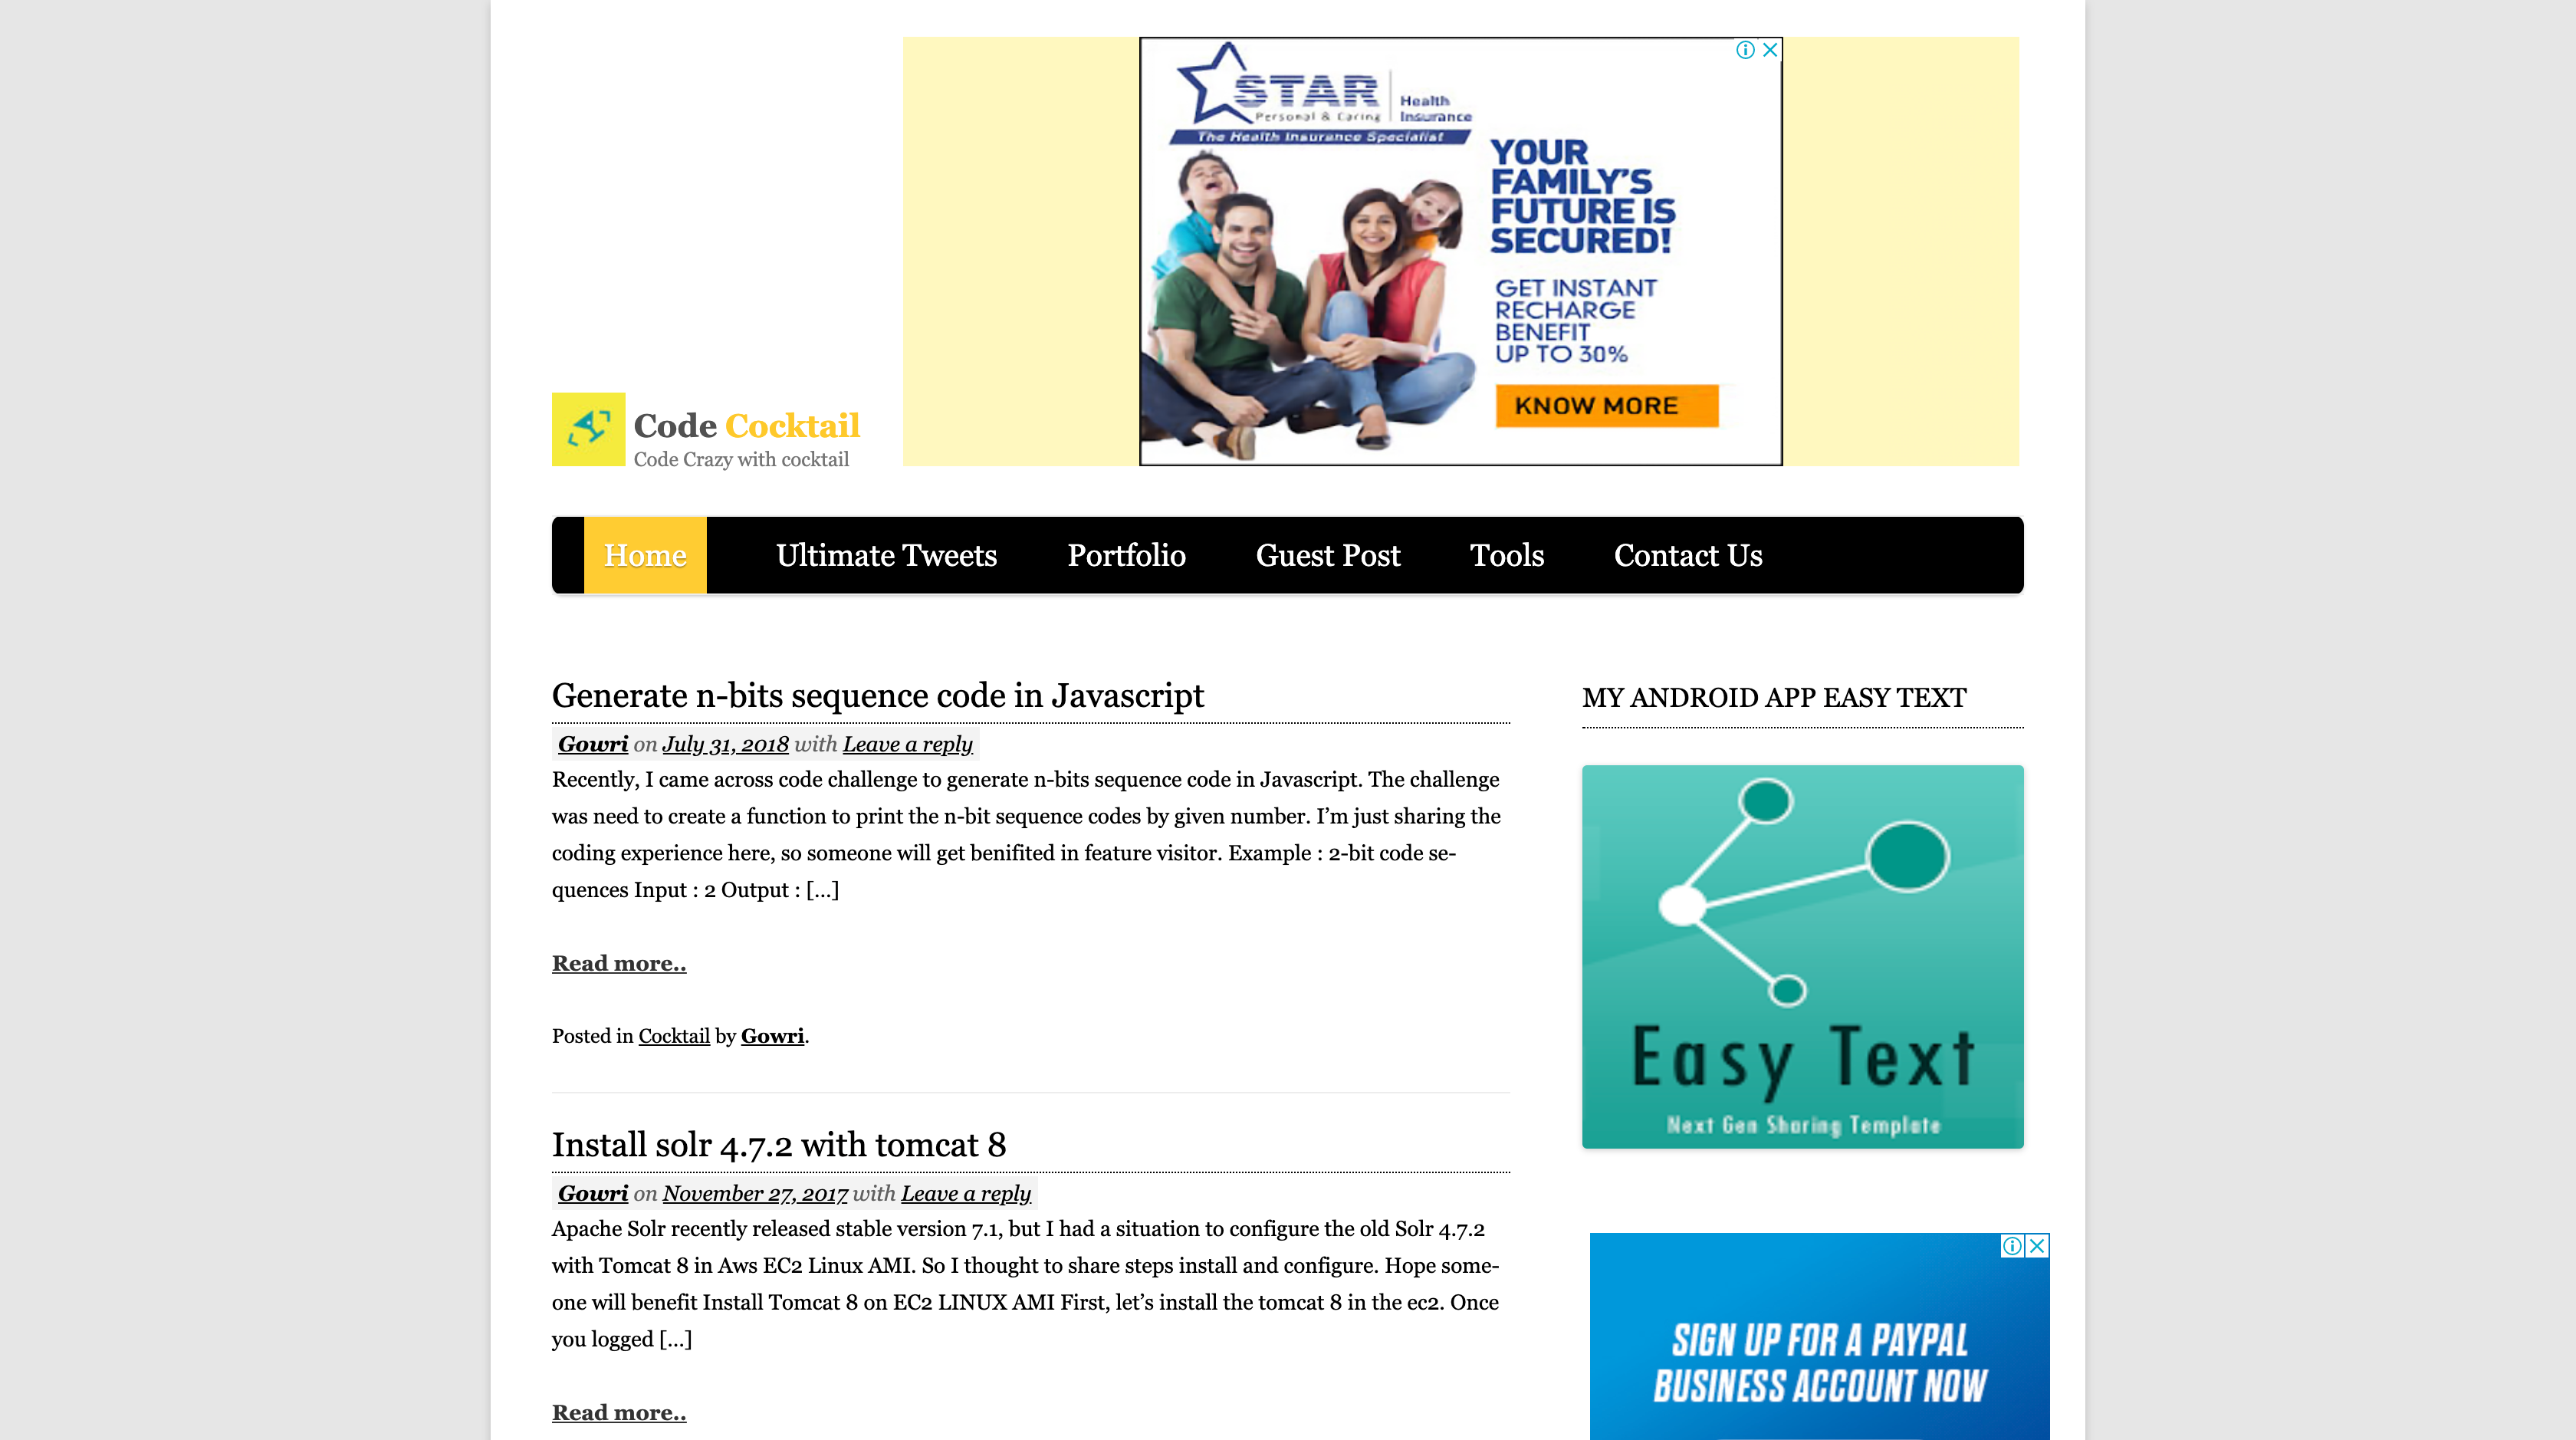 STAR
Health
Insurance
Personal & Caring
The Health Insurance Specialist
YOUR
FAMILY'S
FUTURE IS
SECURED!
GET INSTANT
RECHARGE
BENEFIT
UP TO 30%
KNOW MORE
Code Cocktail
Code Crazy with cocktail
Home Ultimate Tweets Portfolio Guest Post Tools Contact Us
Generate n-bits sequence code in Javascript
Gowri on July 31, 2018 with Leave a reply
Recently, I came across code challenge to generate n-bits sequence code in Javascript. The challenge
was need to create a function to print the n-bit sequence codes by given number. I’m just sharing the
coding experience here, so someone will get benifited in feature visitor. Example : 2-bit code se-
quences Input : 2 Output : [...]
Read more..
Posted in Cocktail by Gowri.
Install solr 4.7.2 with tomcat 8
Gowri on November 27, 2017 with Leave a reply
Apache Solr recently released stable version 7.1, but I had a situation to configure the old Solr 4.7.2
with Tomcat 8 in Aws EC2 Linux AMI. So I thought to share steps install and configure. Hope some-
one will benefit Install Tomcat 8 on EC2 LINUX AMI First, let’s install the tomcat 8 in the ec2. Once
you logged [...]
Read more..
MY ANDROID APP EASY TEXT
Easy Text
Next Gen Sharing Template
SIGN UP FOR A PAYPAL
BUSINESS ACCOUNT NOW